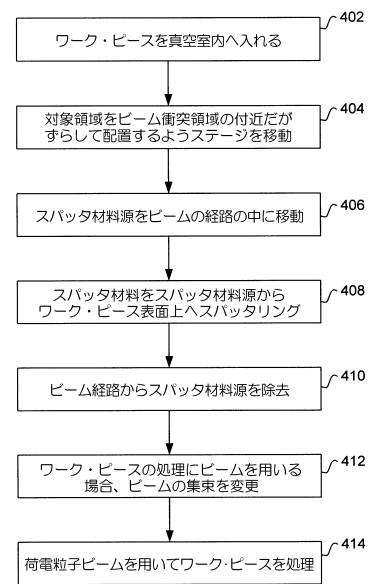 402
ワーク・ピースを真空室内へ入れる
404
対象領域をビーム衝突領域の付近だが
ずらして配置するようステージを移動
406
スパッタ材料源をビームの経路の中に移動
408
スパッタ材料をスパッタ材料源から
ワーク・ピース表面上へスパッタリング
410
ビーム経路からスパッタ材料源を除去
412
ワーク・ピースの処理にビームを用いる
場合、ビームの集束を変更
414
荷電粒子ビームを用いてワーク・ピースを処理